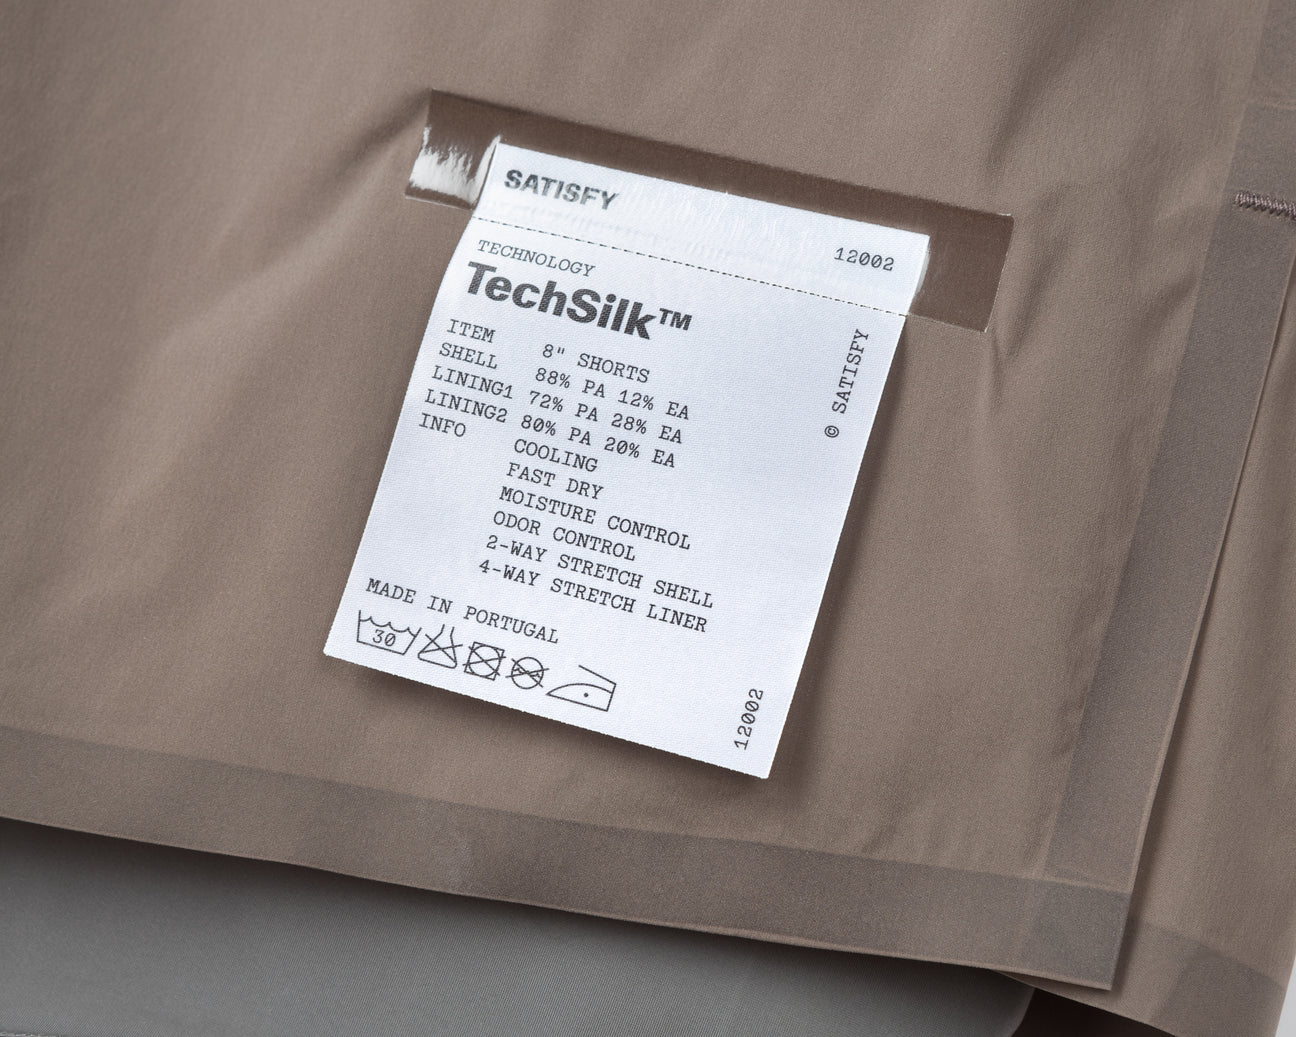 SATISFY
12002
TECHNOLOGY
TechSilk™
ITEM 8" SHORTS
SHELL 88% PA 12% EA
LINING1 72% PA 28% EA
LINING2 80% PA 20% EA
INFO COOLING
FAST DRY
MOISTURE CONTROL
ODOR CONTROL
2-WAY STRETCH SHELL
4-WAY STRETCH LINER
MADE IN PORTUGAL
30
© SATISFY
12002